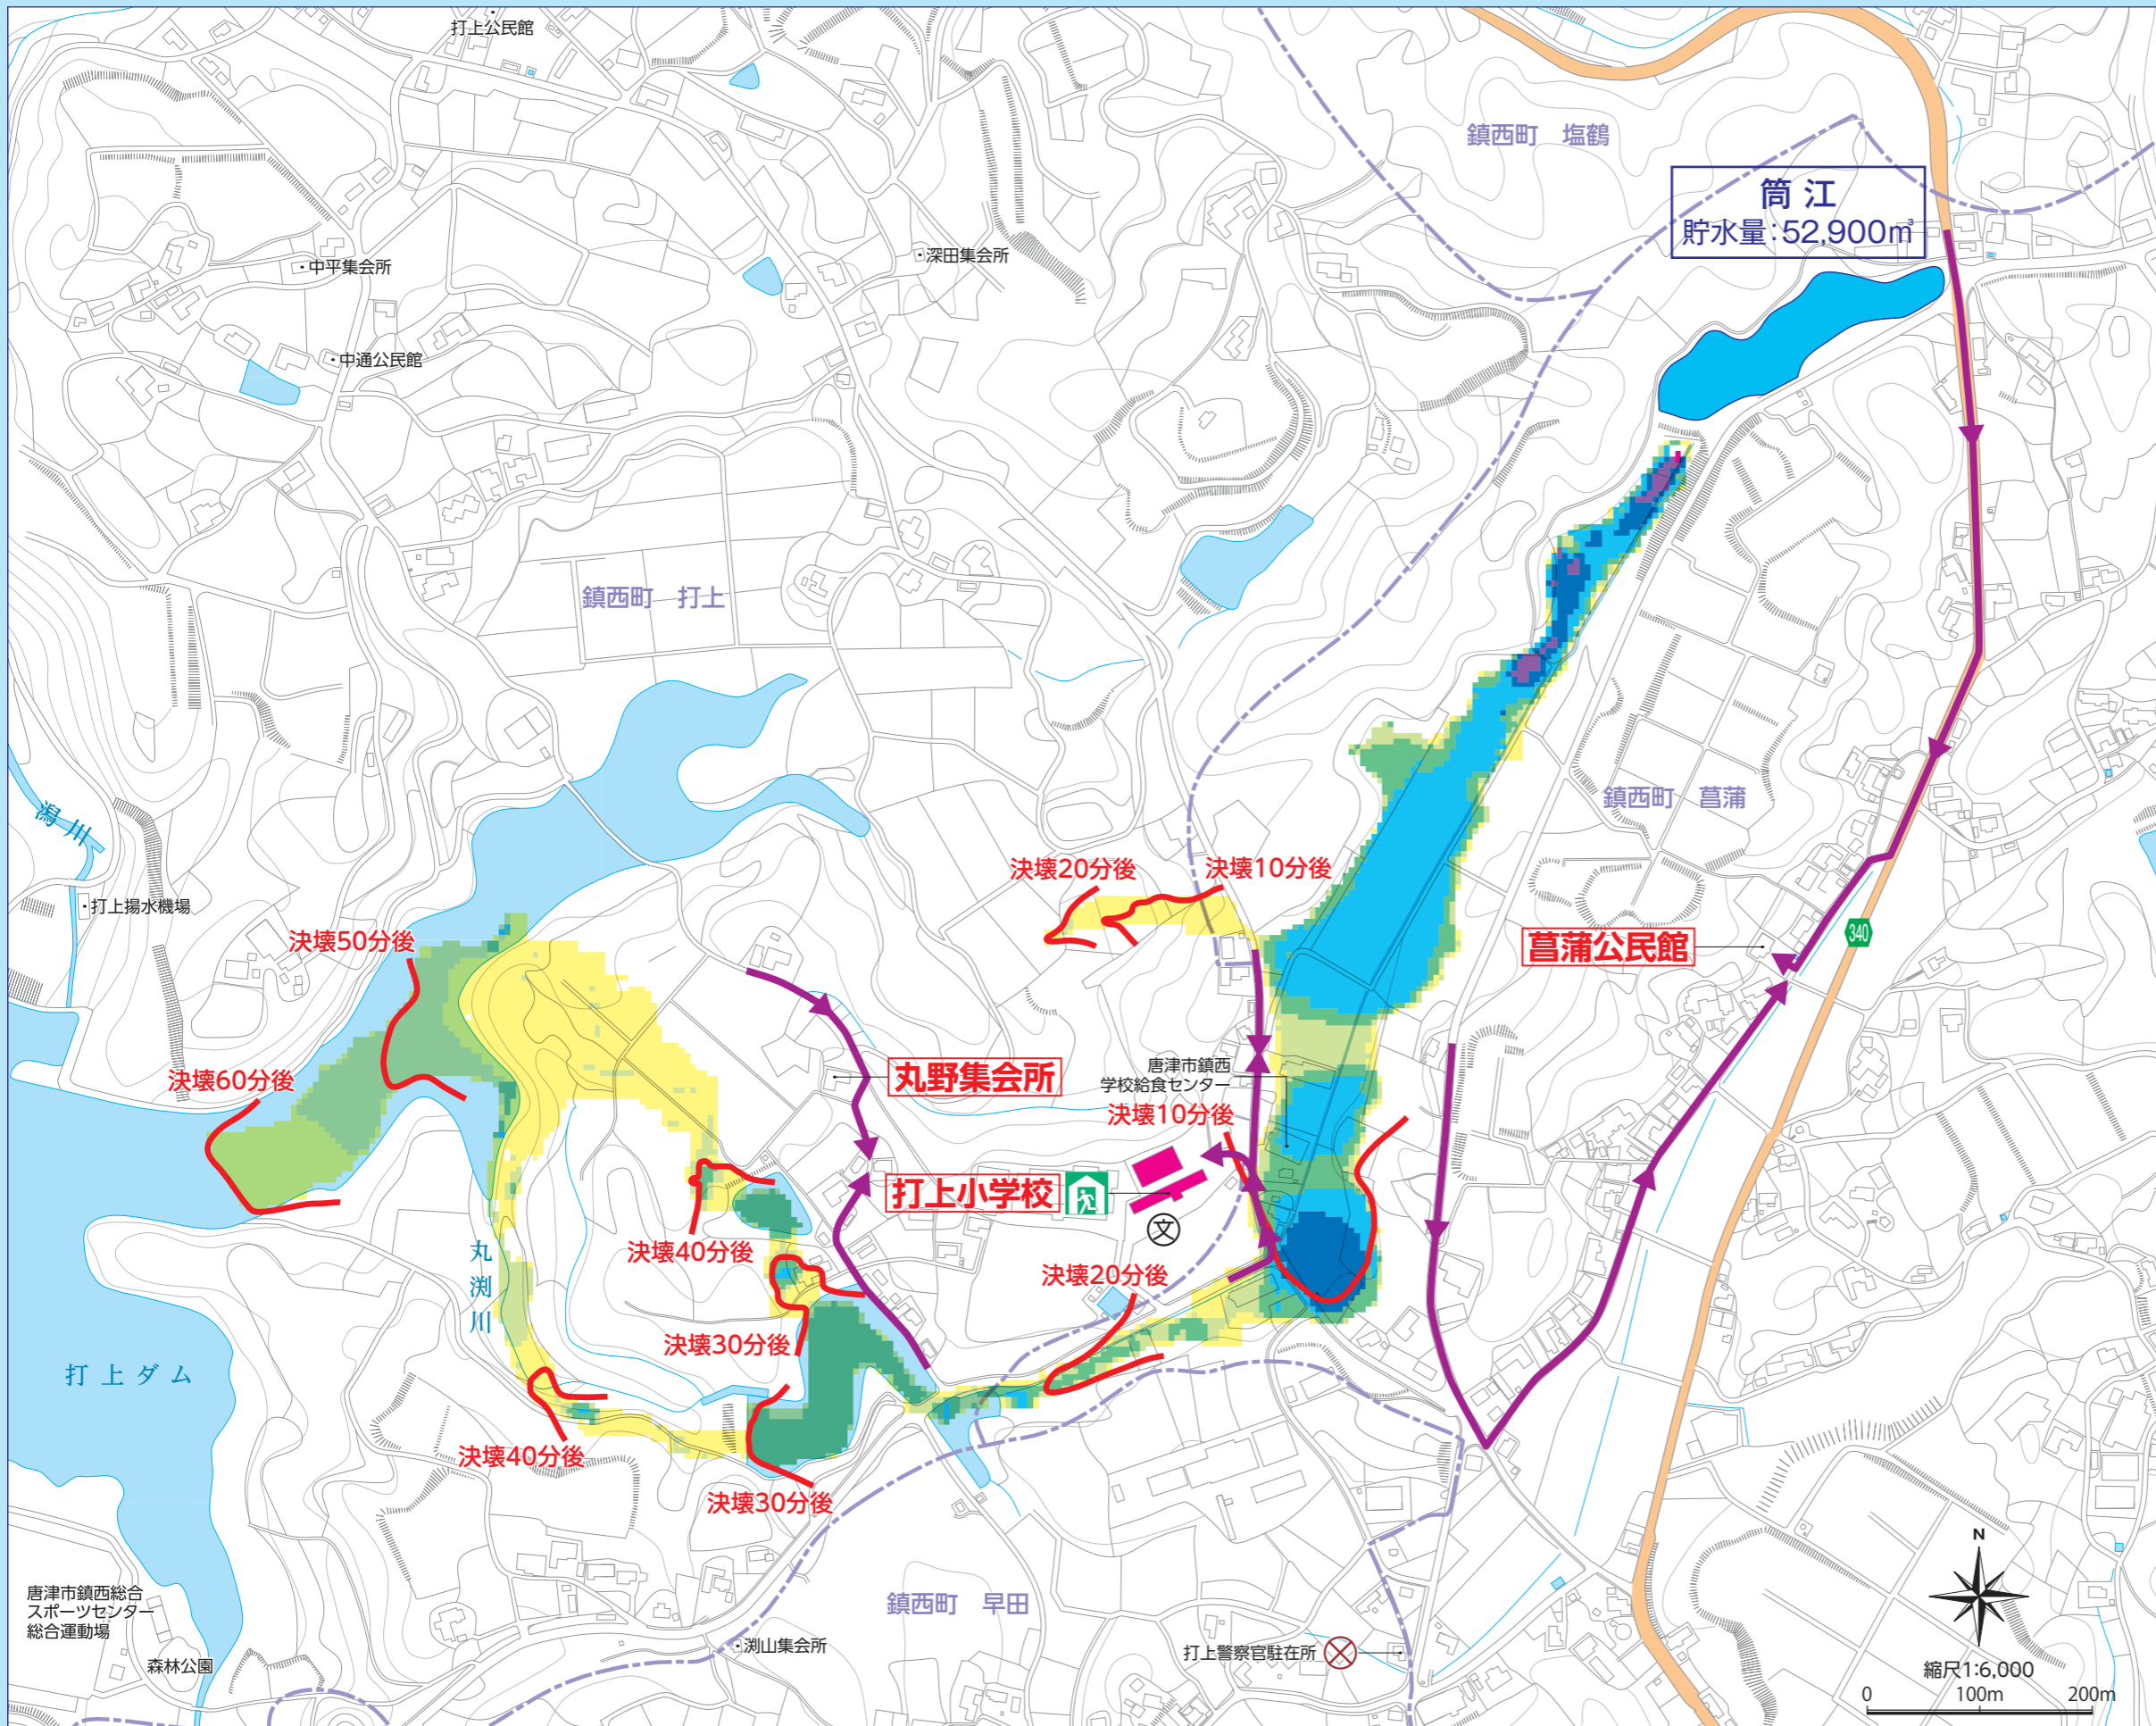 打上公民館
鎮西町　塩鶴
筒 江
貯水量：52,900㎥
深田集会所
中平集会所
中通公民館
鎮西町　打上
鎮西町　菖蒲
潟川
決壊20分後
決壊10分後
打上揚水機場
決壊50分後
菖蒲公民館
340
丸野集会所
唐津市鎮西
学校給食センター
決壊60分後
決壊10分後
打上小学校
文
決壊40分後
丸渕川
決壊20分後
決壊30分後
打上ダム
決壊40分後
決壊30分後
N
唐津市鎮西総合
スポーツセンター
総合運動場
鎮西町　早田
渕山集会所
打上警察官駐在所
森林公園
縮尺1:6,000
0 100m 200m